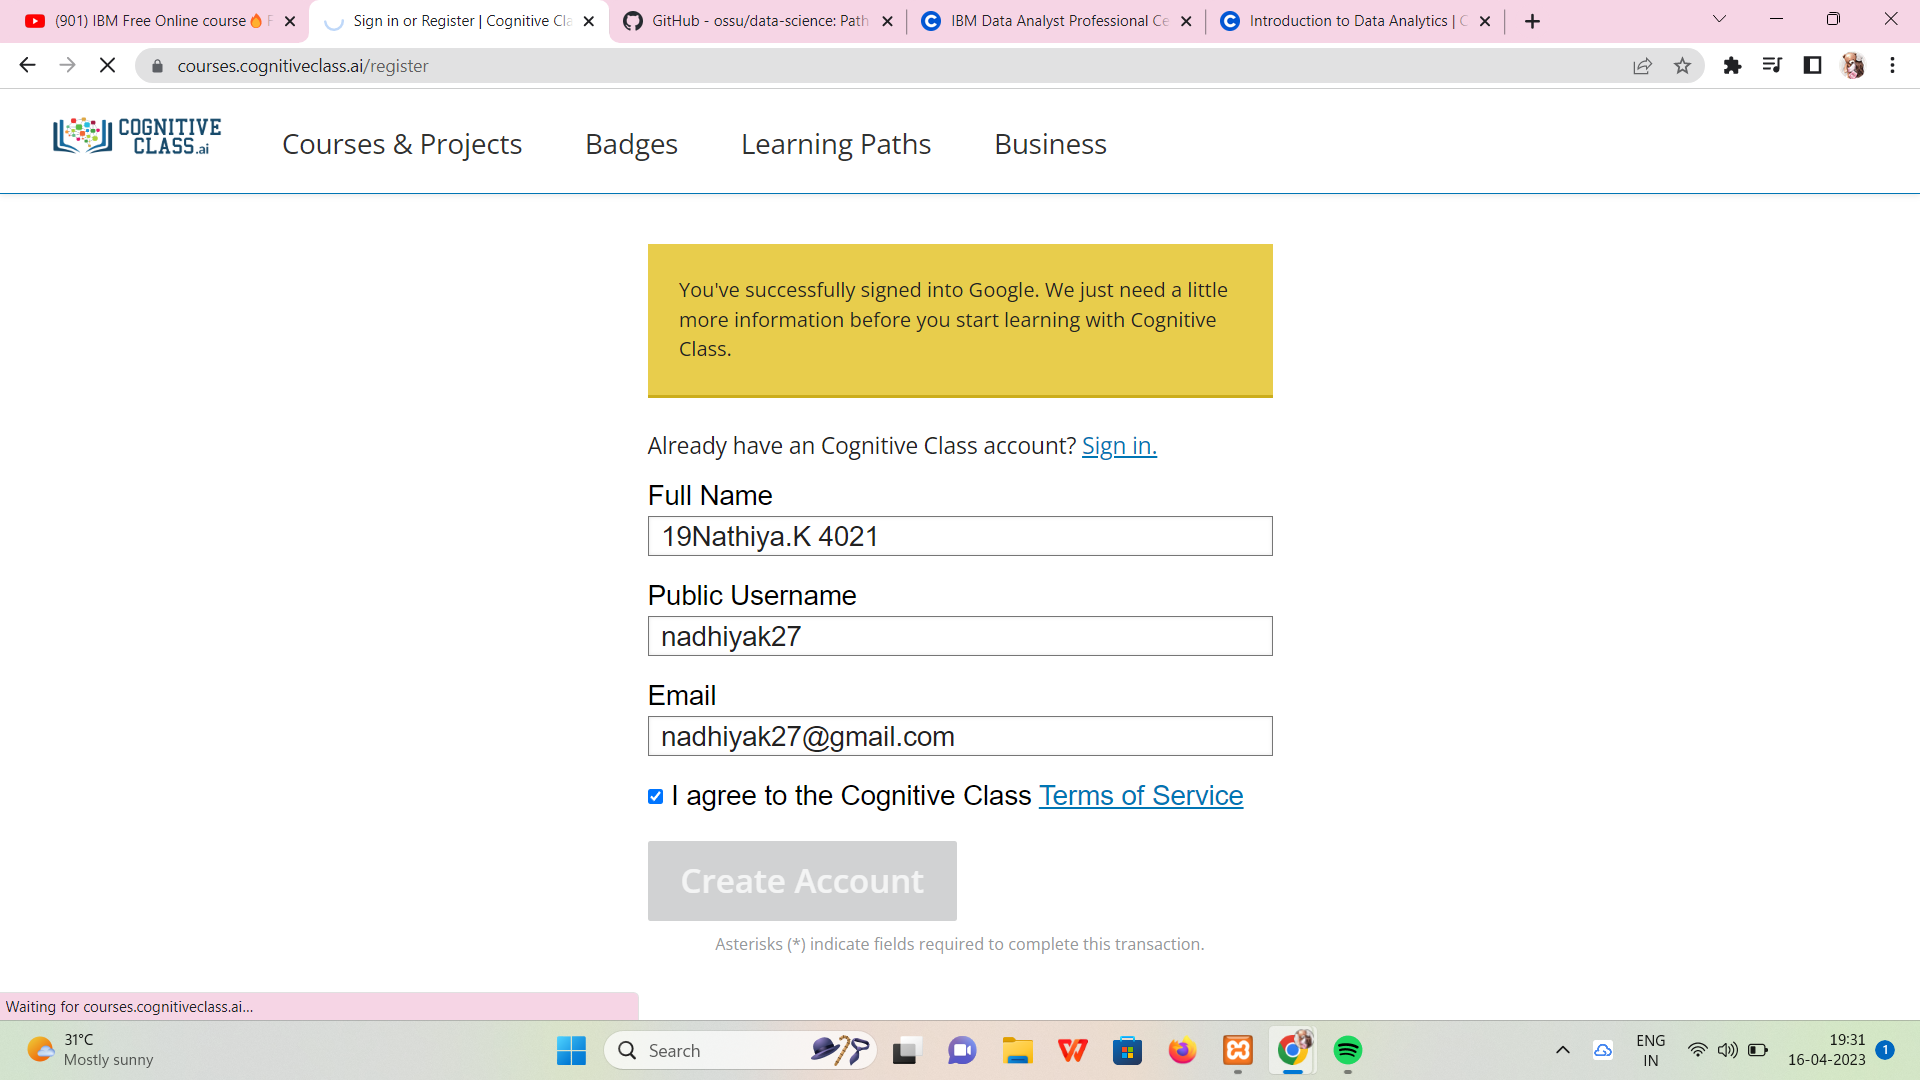 (901) IBM Free Online course🔥 F
Sign in or Register | Cognitive Cla
GitHub - ossu/data-science: Path
IBM Data Analyst Professional Ce
Introduction to Data Analytics | C
courses.cognitiveclass.ai/register
COGNITIVE
CLASS.ai
Courses & Projects
Badges
Learning Paths
Business
You've successfully signed into Google. We just need a little
more information before you start learning with Cognitive
Class.
Already have an Cognitive Class account? Sign in.
Full Name
19Nathiya.K 4021
Public Username
nadhiyak27
Email
nadhiyak27@gmail.com
I agree to the Cognitive Class Terms of Service
Create Account
Asterisks (*) indicate fields required to complete this transaction.
Waiting for courses.cognitiveclass.ai...
31°C
Mostly sunny
Search
ENG
IN
19:31
16-04-2023
1